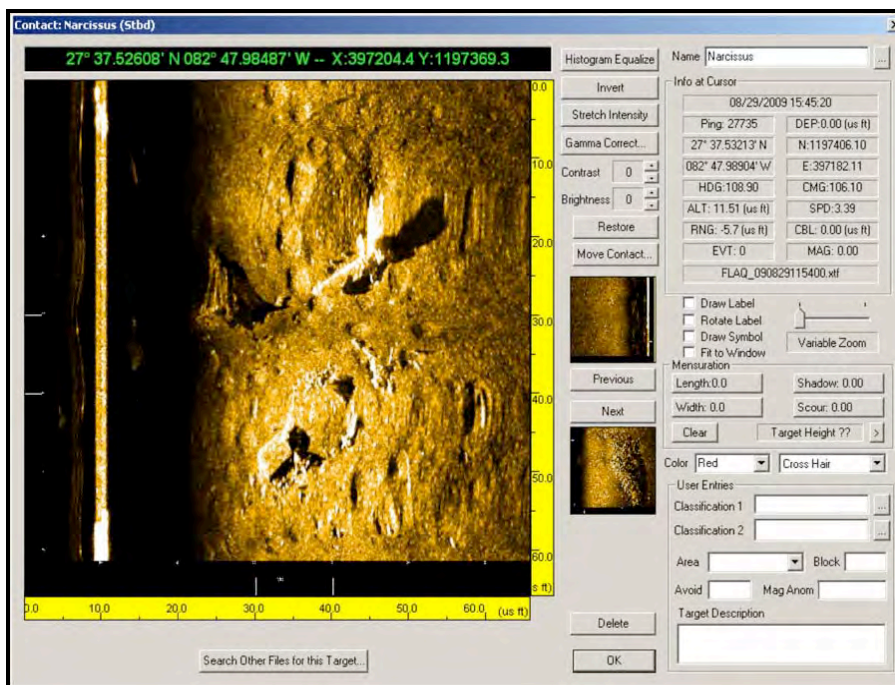 Contact: Narcissus (Stbd)
27° 37.52608' N 082° 47.98487' W -- X:397204.4 Y:1197369.3
0.0
10.0
20.0
30.0
40.0
50.0
60.0
s ft)
0.0 10.0 20.0 30.0 40.0 50.0 60.0 (us ft)
Search Other Files for this Target...
Histogram Equalize
Invert
Stretch Intensity
Gamma Correct...
Contrast 0
Brightness 0
Restore
Move Contact...
Previous
Next
Delete
OK
Name Narcissus ...
Info at Cursor
08/29/2009 15:45:20
Ping: 27735 DEP:0.00 (us ft)
27° 37.53213' N N:1197406.10
082° 47.98904' W E:397182.11
HDG:108.90 CMG:106.10
ALT: 11.51 (us ft) SPD:3.39
RNG: -5.7 (us ft) CBL: 0.00 (us ft)
EVT: 0 MAG: 0.00
FLAQ_090829115400.xtf
Draw Label
Rotate Label
Draw Symbol
Fit to Window
Variable Zoom
Mensuration
Length:0.0 Shadow: 0.00
Width: 0.0 Scour: 0.00
Clear Target Height ?? >
Color Red Cross Hair
User Entries
Classification 1 ...
Classification 2 ...
Area Block
Avoid Mag Anom
Target Description